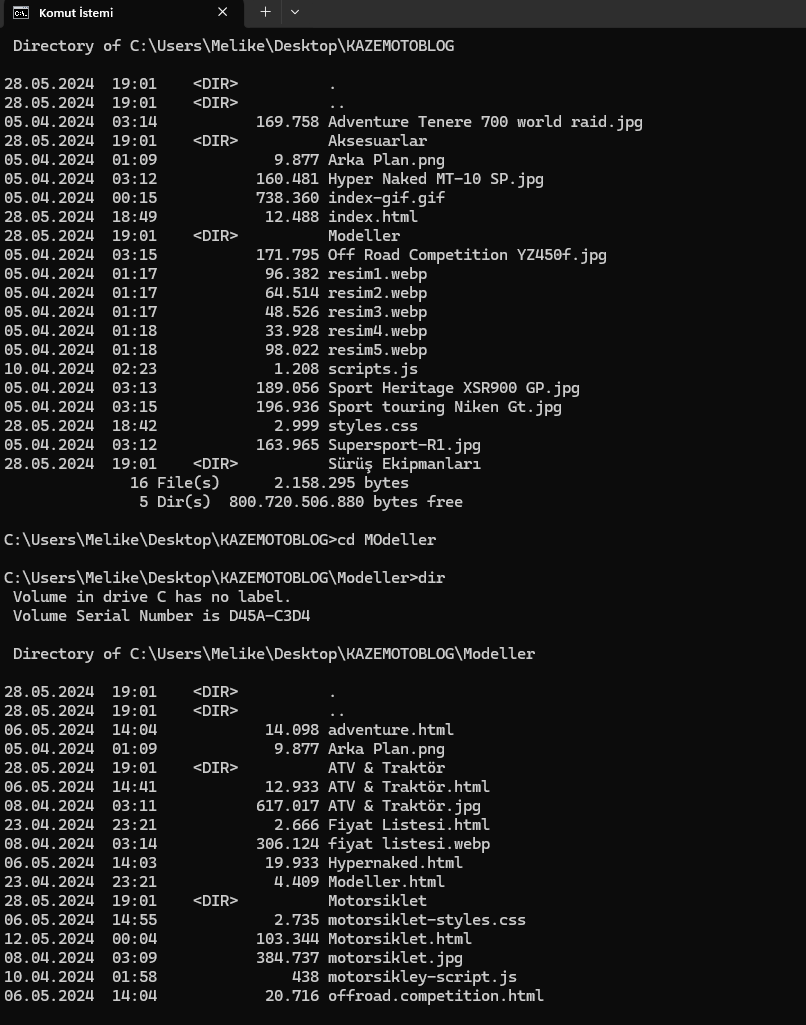 Komut İstemi
Directory of C:\Users\Melike\Desktop\KAZEMOTOBLOG
28.05.2024  19:01    <DIR>          .
28.05.2024  19:01    <DIR>          ..
05.04.2024  03:14           169.758 Adventure Tenere 700 world raid.jpg
28.05.2024  19:01    <DIR>          Aksesuarlar
05.04.2024  01:09             9.877 Arka Plan.png
05.04.2024  03:12           160.481 Hyper Naked MT-10 SP.jpg
05.04.2024  00:15           738.360 index-gif.gif
28.05.2024  18:49            12.488 index.html
28.05.2024  19:01    <DIR>          Modeller
05.04.2024  03:15           171.795 Off Road Competition YZ450f.jpg
05.04.2024  01:17            96.382 resim1.webp
05.04.2024  01:17            64.514 resim2.webp
05.04.2024  01:17            48.526 resim3.webp
05.04.2024  01:18            33.928 resim4.webp
05.04.2024  01:18            98.022 resim5.webp
10.04.2024  02:23             1.208 scripts.js
05.04.2024  03:13           189.056 Sport Heritage XSR900 GP.jpg
05.04.2024  03:15           196.936 Sport touring Niken Gt.jpg
28.05.2024  18:42             2.999 styles.css
05.04.2024  03:12           163.965 Supersport-R1.jpg
28.05.2024  19:01    <DIR>          Sürüş Ekipmanları
16 File(s)      2.158.295 bytes
5 Dir(s)  800.720.506.880 bytes free
C:\Users\Melike\Desktop\KAZEMOTOBLOG>cd MOdeller
C:\Users\Melike\Desktop\KAZEMOTOBLOG\Modeller>dir
Volume in drive C has no label.
Volume Serial Number is D45A-C3D4
Directory of C:\Users\Melike\Desktop\KAZEMOTOBLOG\Modeller
28.05.2024  19:01    <DIR>          .
28.05.2024  19:01    <DIR>          ..
06.05.2024  14:04            14.098 adventure.html
05.04.2024  01:09             9.877 Arka Plan.png
28.05.2024  19:01    <DIR>          ATV & Traktör
06.05.2024  14:41            12.933 ATV & Traktör.html
08.04.2024  03:11           617.017 ATV & Traktör.jpg
23.04.2024  23:21             2.666 Fiyat Listesi.html
08.04.2024  03:14           306.124 fiyat listesi.webp
06.05.2024  14:03            19.933 Hypernaked.html
23.04.2024  23:21             4.409 Modeller.html
28.05.2024  19:01    <DIR>          Motorsiklet
06.05.2024  14:55             2.735 motorsiklet-styles.css
12.05.2024  00:04           103.344 Motorsiklet.html
08.04.2024  03:09           384.737 motorsiklet.jpg
10.04.2024  01:58               438 motorsikley-script.js
06.05.2024  14:04            20.716 offroad.competition.html